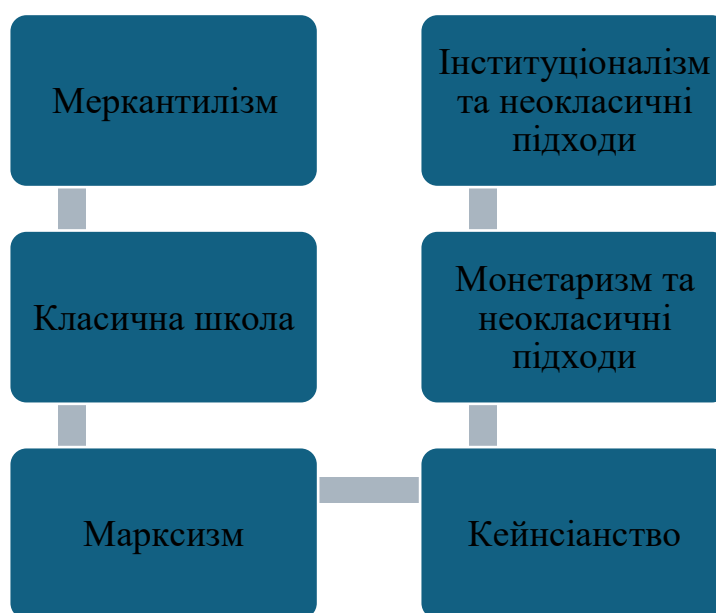 Меркантилізм
Класична школа
Марксизм
Кейнсіанство
Монетаризм та
неокласичні
підходи
Інституціоналізм
та неокласичні
підходи